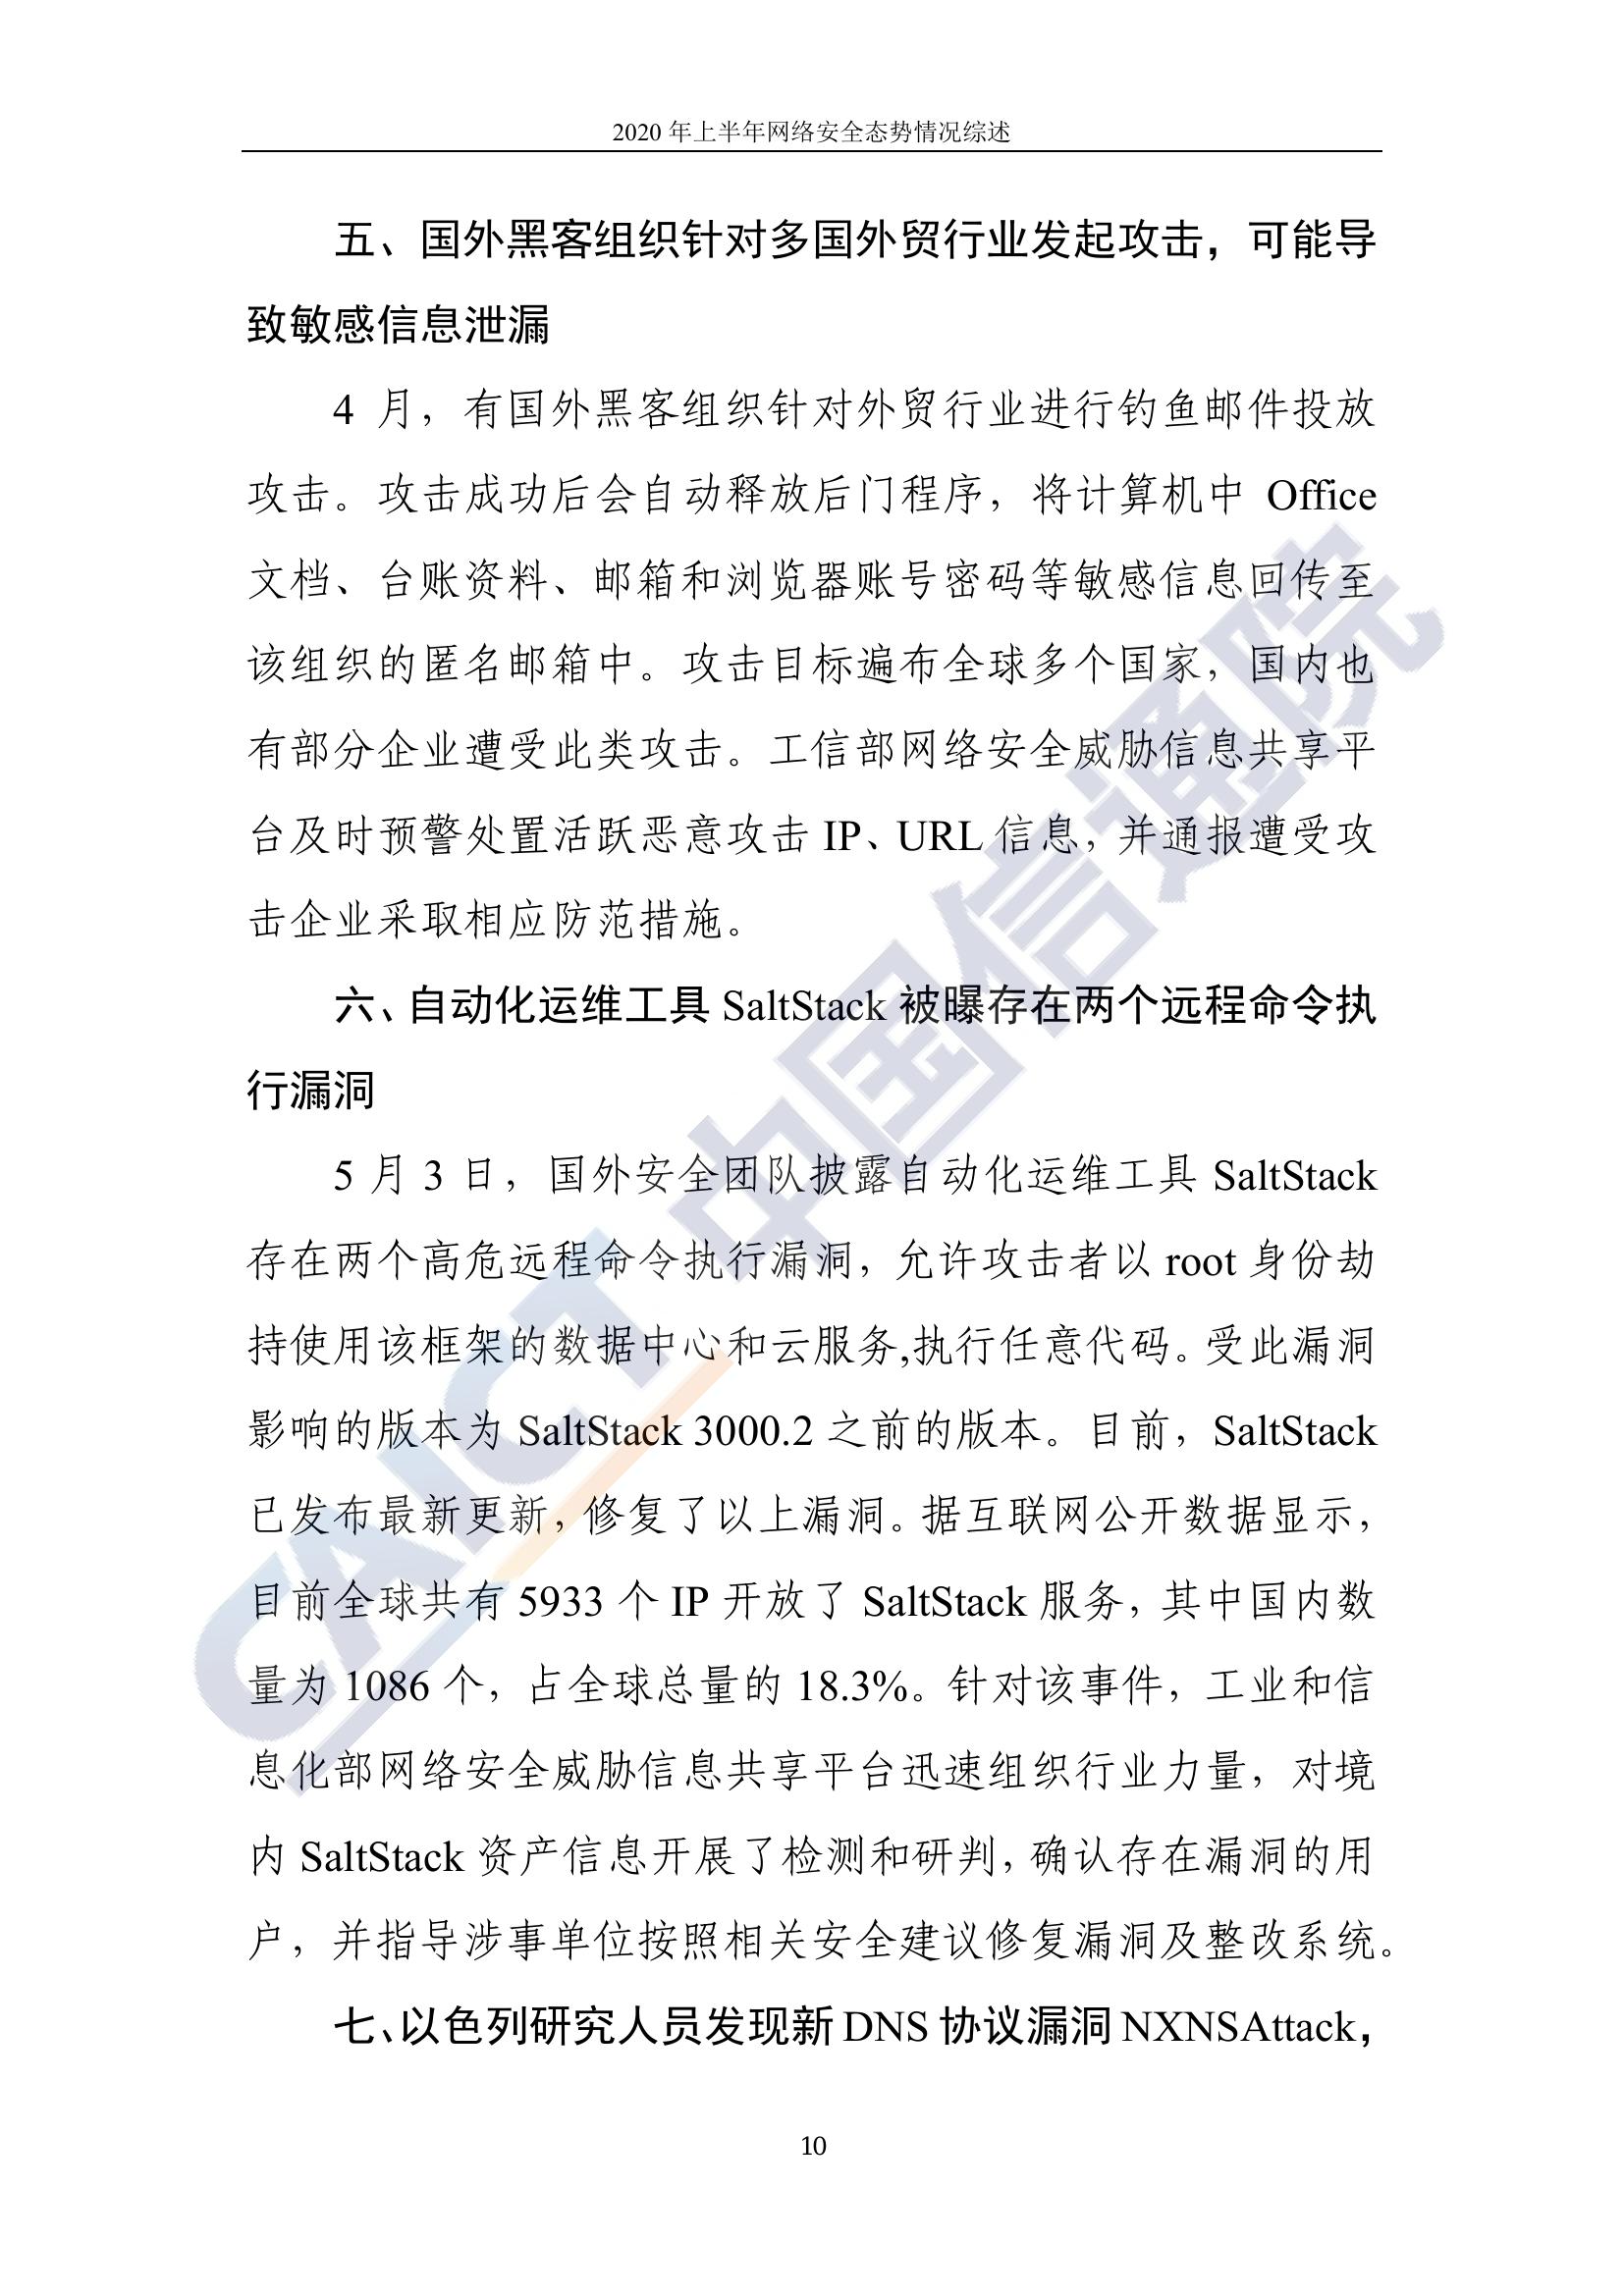 2020 年上半年网络安全态势情况综述
五、国外黑客组织针对多国外贸行业发起攻击，可能导
致敏感信息泄漏
4 月，有国外黑客组织针对外贸行业进行钓鱼邮件投放
攻击。攻击成功后会自动释放后门程序，将计算机中 Office
文档、台账资料、邮箱和浏览器账号密码等敏感信息回传至
该组织的匿名邮箱中。攻击目标遍布全球多个国家，国内也
有部分企业遭受此类攻击。工信部网络安全威胁信息共享平
台及时预警处置活跃恶意攻击 IP、URL 信息，并通报遭受攻
击企业采取相应防范措施。
六、自动化运维工具 SaltStack 被曝存在两个远程命令执
行漏洞
5 月 3 日，国外安全团队披露自动化运维工具 SaltStack
存在两个高危远程命令执行漏洞，允许攻击者以 root 身份劫
持使用该框架的数据中心和云服务,执行任意代码。受此漏洞
影响的版本为 SaltStack 3000.2 之前的版本。目前，SaltStack
已发布最新更新，修复了以上漏洞。据互联网公开数据显示，
目前全球共有 5933 个 IP 开放了 SaltStack 服务，其中国内数
量为 1086 个，占全球总量的 18.3%。针对该事件，工业和信
息化部网络安全威胁信息共享平台迅速组织行业力量，对境
内 SaltStack 资产信息开展了检测和研判，确认存在漏洞的用
户，并指导涉事单位按照相关安全建议修复漏洞及整改系统。
七、以色列研究人员发现新 DNS 协议漏洞 NXNSAttack，
10
CAICT 中国信通院